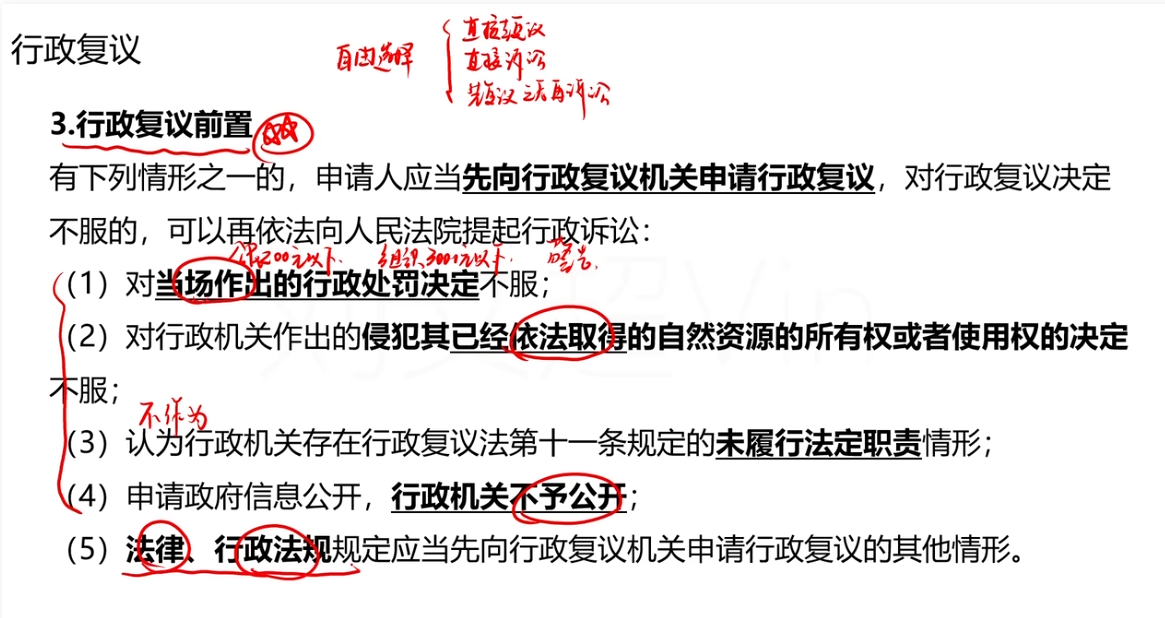 行政复议
自由选择
直接复议
直接诉讼
先复议之后再诉讼
3.行政复议前置
有下列情形之一的，申请人应当先向行政复议机关申请行政复议，对行政复议决定
不服的，可以再依法向人民法院提起行政诉讼：
200元以下、组织3000元以下、警告、
（1）对当场作出的行政处罚决定不服；
（2）对行政机关作出的侵犯其已经依法取得的自然资源的所有权或者使用权的决定
不服；
不作为
（3）认为行政机关存在行政复议法第十一条规定的未履行法定职责情形；
（4）申请政府信息公开，行政机关不予公开；
（5）法律、行政法规规定应当先向行政复议机关申请行政复议的其他情形。